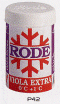 RODE
VIOLA EXTRA
0°C +1°C
P42